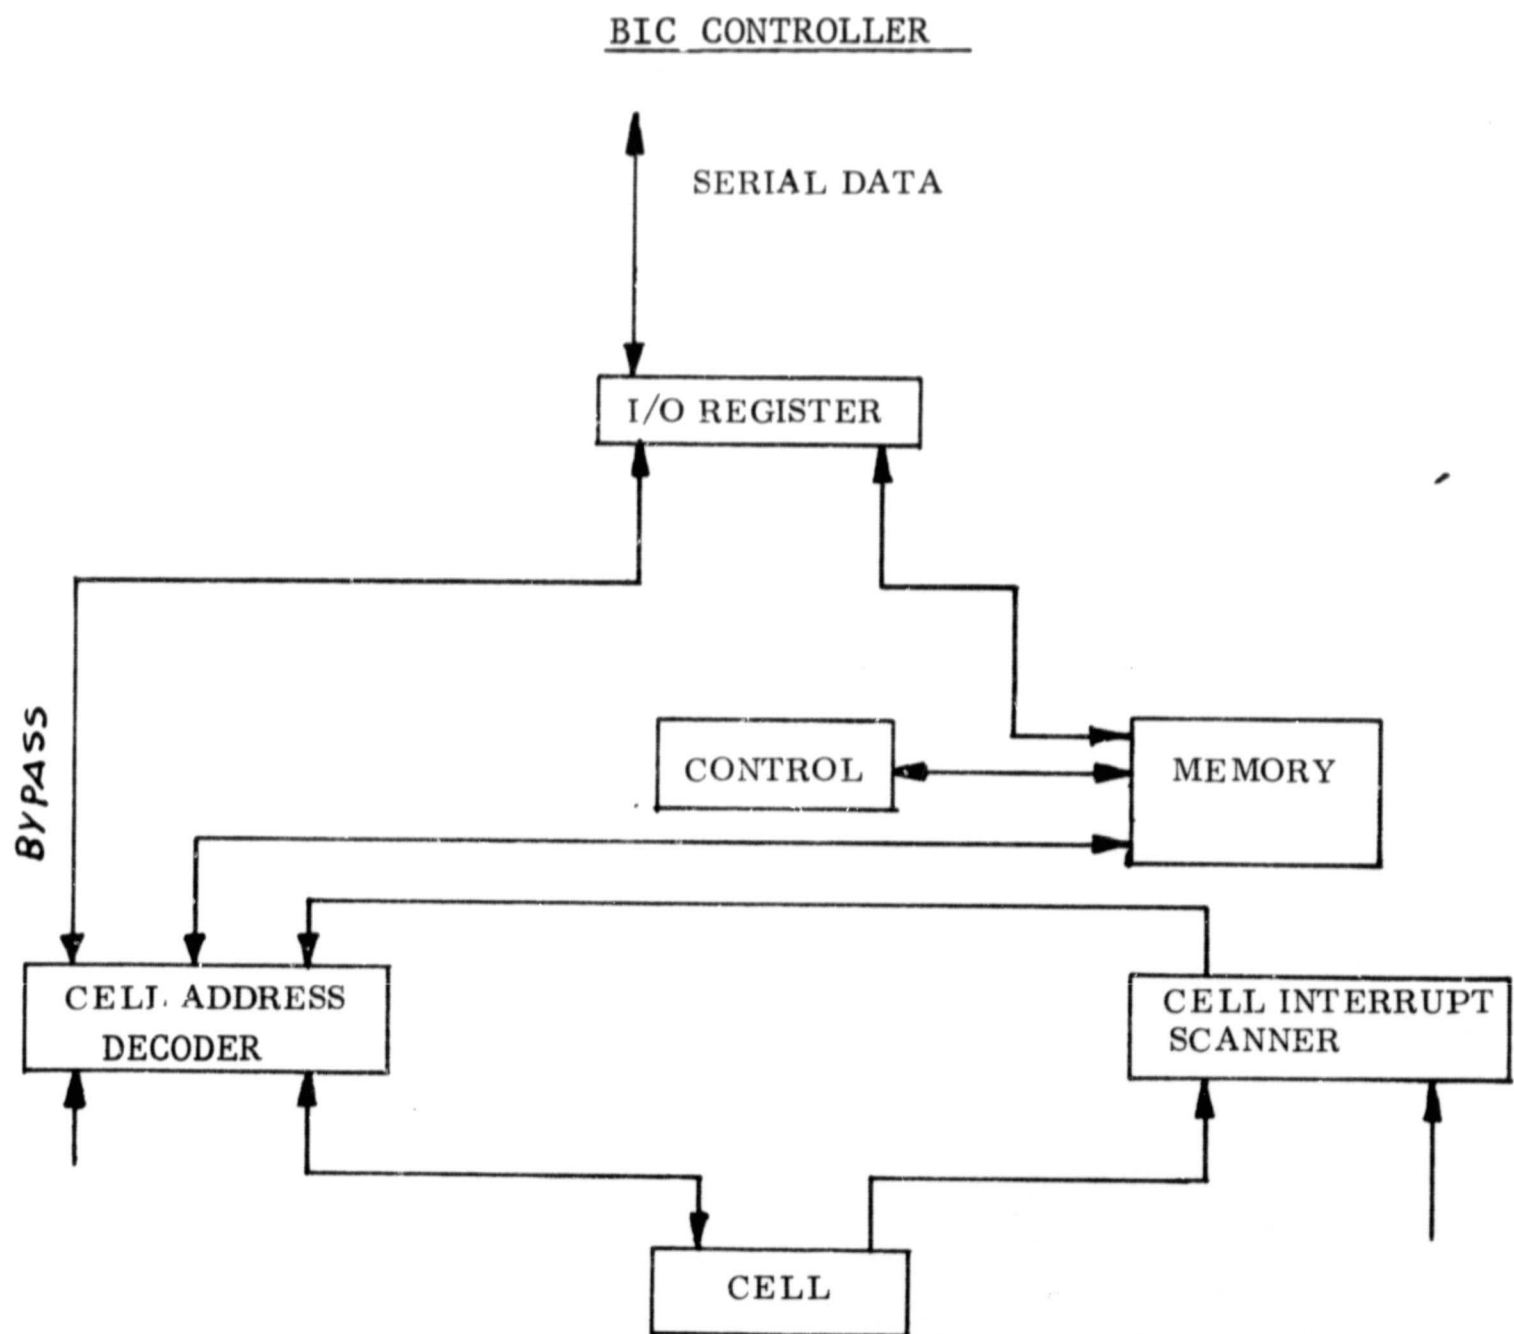 BIC CONTROLLER
SERIAL DATA
I/O REGISTER
BYPASS
CONTROL
MEMORY
CELL ADDRESS
DECODER
CELL INTERRUPT
SCANNER
CELL